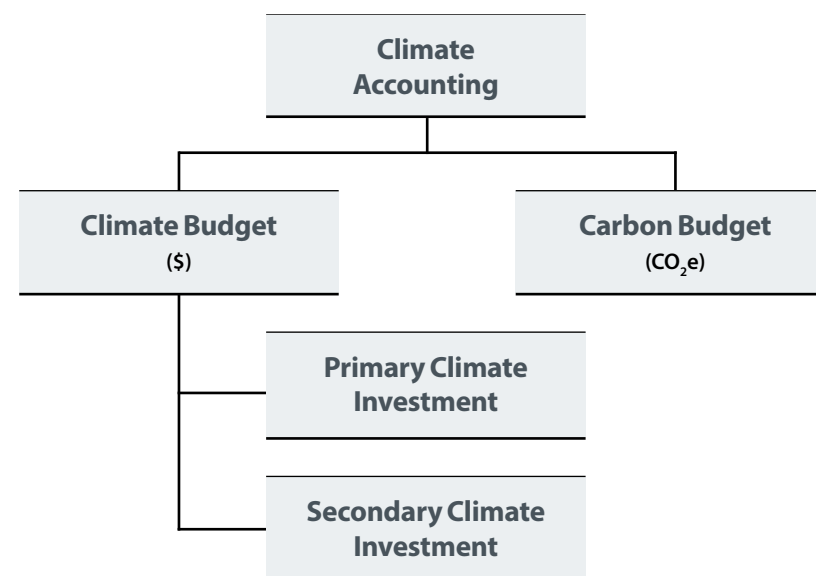 Climate
Accounting
Climate Budget
($)
Carbon Budget
(CO₂e)
Primary Climate
Investment
Secondary Climate
Investment